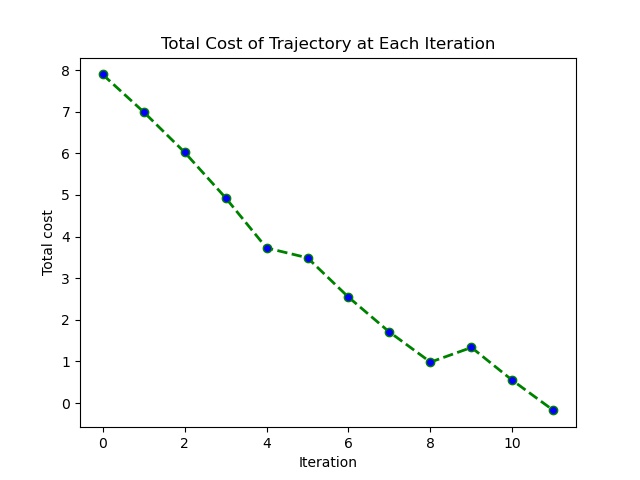 Total Cost of Trajectory at Each Iteration
8
7
6
5
4
3
2
1
0
Total cost
0 2 4 6 8 10
Iteration